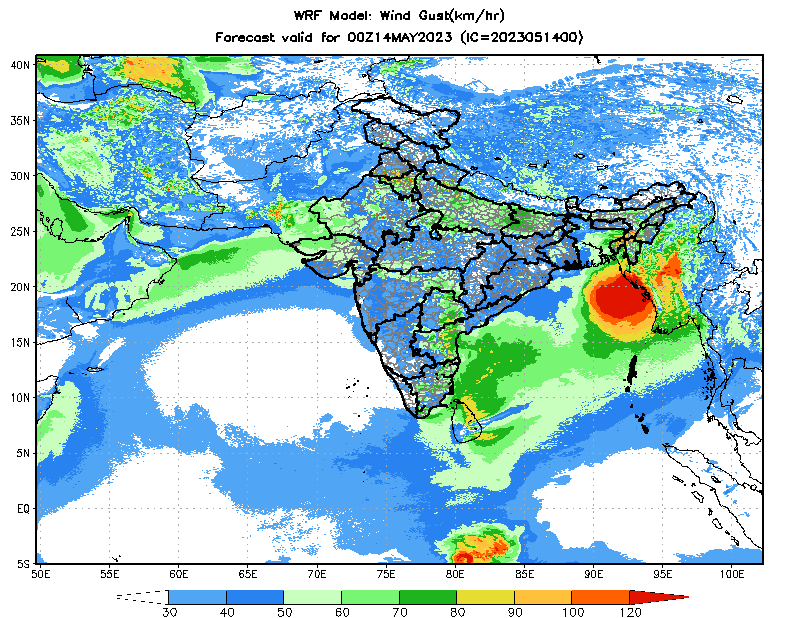 WRF Model: Wind Gust(km/hr)
Forecast valid for 00Z14MAY2023 (IC=2023051400)
40N
35N
30N
25N
20N
15N
10N
5N
EQ
5S
50E 55E 60E 65E 70E 75E 80E 85E 90E 95E 100E
30 40 50 60 70 80 90 100 120